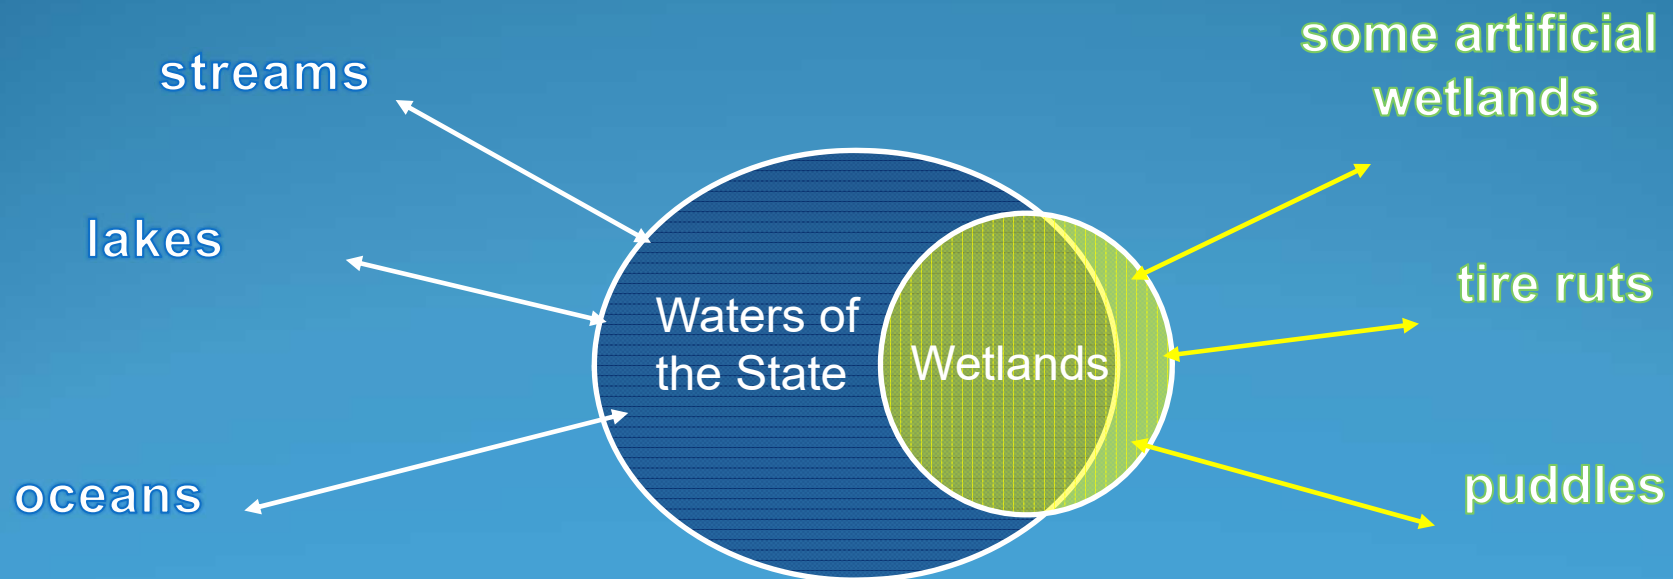 streams
lakes
oceans
Waters of
the State
Wetlands
some artificial
wetlands
tire ruts
puddles